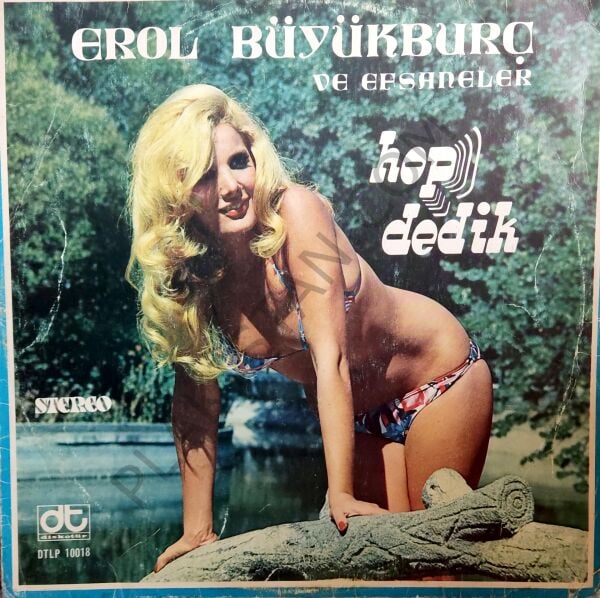 EROL BÜYÜKBURÇ
VE EFSANELER
hop
dedik
STEREO
dt
diskotür
DTLP 10018